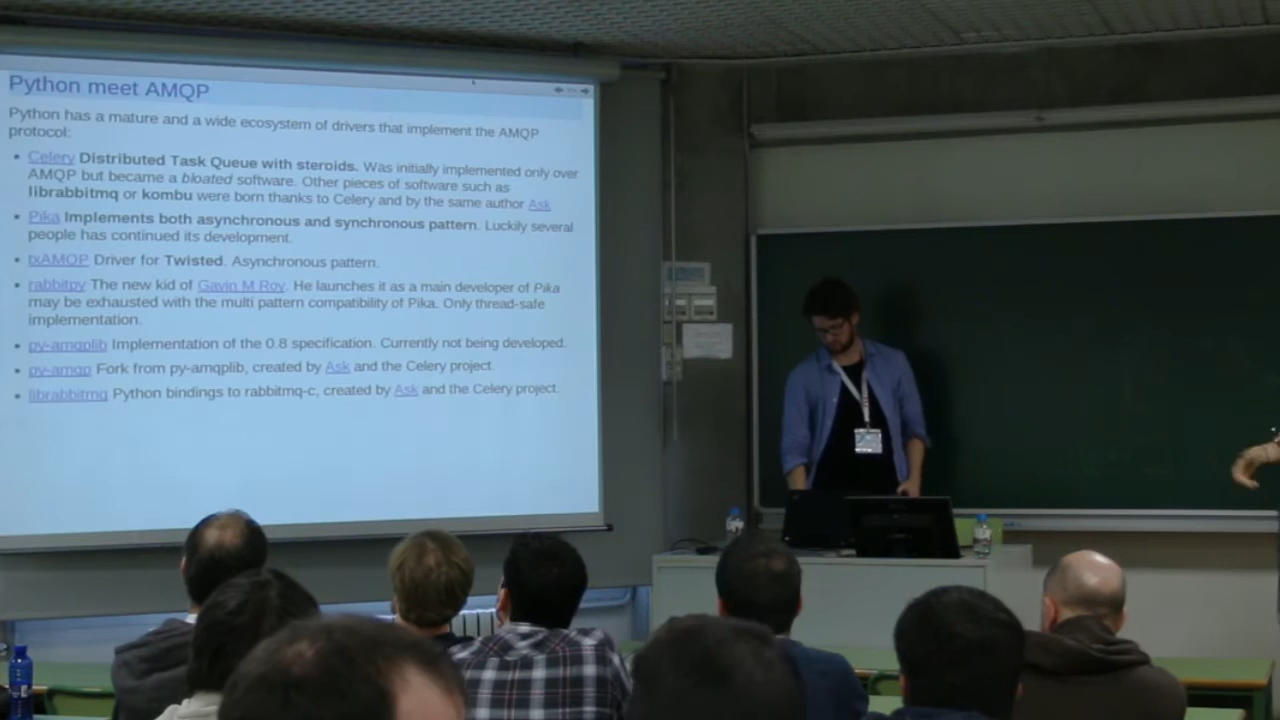 Python meet AMQP
Python has a mature and a wide ecosystem of drivers that implement the AMQP
protocol:
• Celery Distributed Task Queue with steroids. Was initially implemented only over
AMQP but became a bloated software. Other pieces of software such as
librabbitmq or kombu were born thanks to Celery and by the same author Ask
• Pika Implements both asynchronous and synchronous pattern. Luckily several
people has continued its development.
• txAMQP Driver for Twisted. Asynchronous pattern.
• rabbitpy The new kid of Gavin M Roy. He launches it as a main developer of Pika
may be exhausted with the multi pattern compatibility of Pika. Only thread-safe
implementation.
• py-amqplib Implementation of the 0.8 specification. Currently not being developed.
• py-amqp Fork from py-amqplib, created by Ask and the Celery project.
• librabbitmq Python bindings to rabbitmq-c, created by Ask and the Celery project.